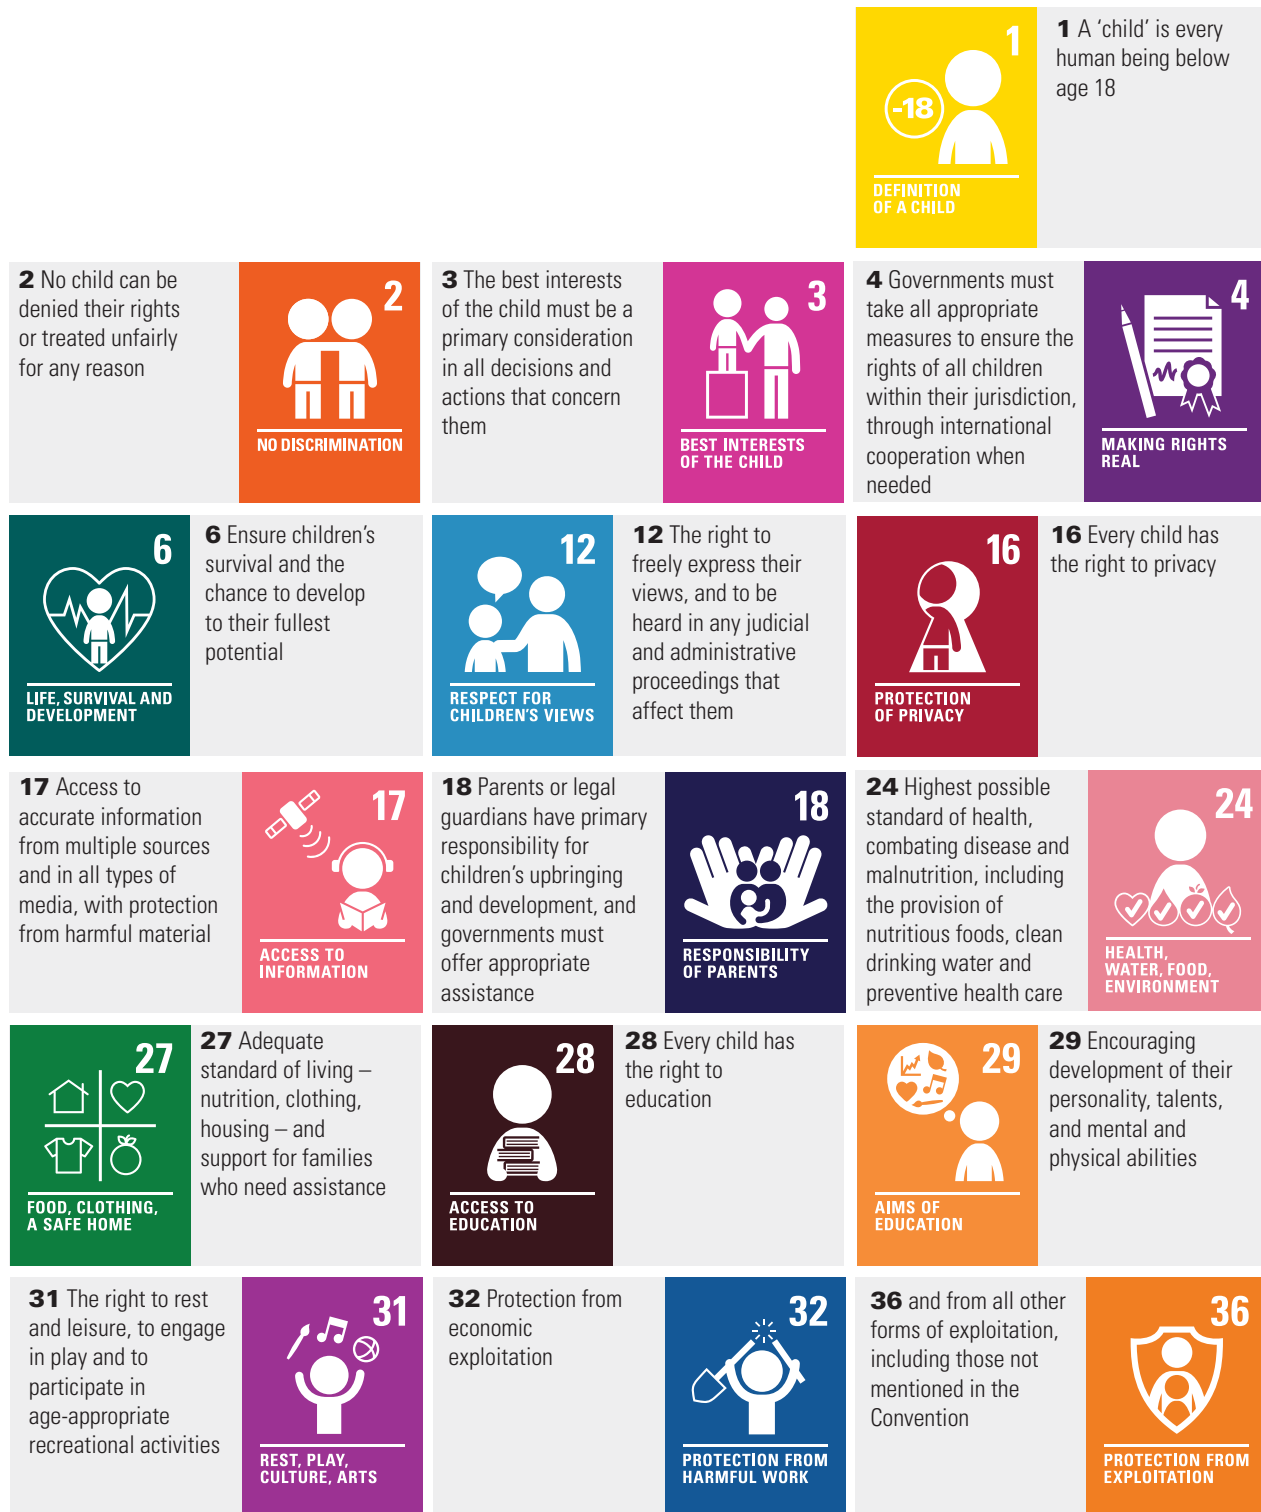 1
-18
DEFINITION
OF A CHILD
1 A ‘child’ is every
human being below
age 18
2 No child can be
denied their rights
or treated unfairly
for any reason
2
NO DISCRIMINATION
3 The best interests
of the child must be a
primary consideration
in all decisions and
actions that concern
them
3
BEST INTERESTS
OF THE CHILD
4 Governments must
take all appropriate
measures to ensure the
rights of all children
within their jurisdiction,
through international
cooperation when
needed
4
MAKING RIGHTS
REAL
6
LIFE, SURVIVAL AND
DEVELOPMENT
6 Ensure children’s
survival and the
chance to develop
to their fullest
potential
12
RESPECT FOR
CHILDREN’S VIEWS
12 The right to
freely express their
views, and to be
heard in any judicial
and administrative
proceedings that
affect them
16
PROTECTION
OF PRIVACY
16 Every child has
the right to privacy
17 Access to
accurate information
from multiple sources
and in all types of
media, with protection
from harmful material
17
ACCESS TO
INFORMATION
18 Parents or legal
guardians have primary
responsibility for
children’s upbringing
and development, and
governments must
offer appropriate
assistance
18
RESPONSIBILITY
OF PARENTS
24 Highest possible
standard of health,
combating disease and
malnutrition, including
the provision of
nutritious foods, clean
drinking water and
preventive health care
24
HEALTH,
WATER, FOOD,
ENVIRONMENT
27
FOOD, CLOTHING,
A SAFE HOME
27 Adequate
standard of living –
nutrition, clothing,
housing – and
support for families
who need assistance
28
ACCESS TO
EDUCATION
28 Every child has
the right to
education
29
AIMS OF
EDUCATION
29 Encouraging
development of their
personality, talents,
and mental and
physical abilities
31 The right to rest
and leisure, to engage
in play and to
participate in
age-appropriate
recreational activities
31
REST, PLAY,
CULTURE, ARTS
32 Protection from
economic
exploitation
32
PROTECTION FROM
HARMFUL WORK
36 and from all other
forms of exploitation,
including those not
mentioned in the
Convention
36
PROTECTION FROM
EXPLOITATION